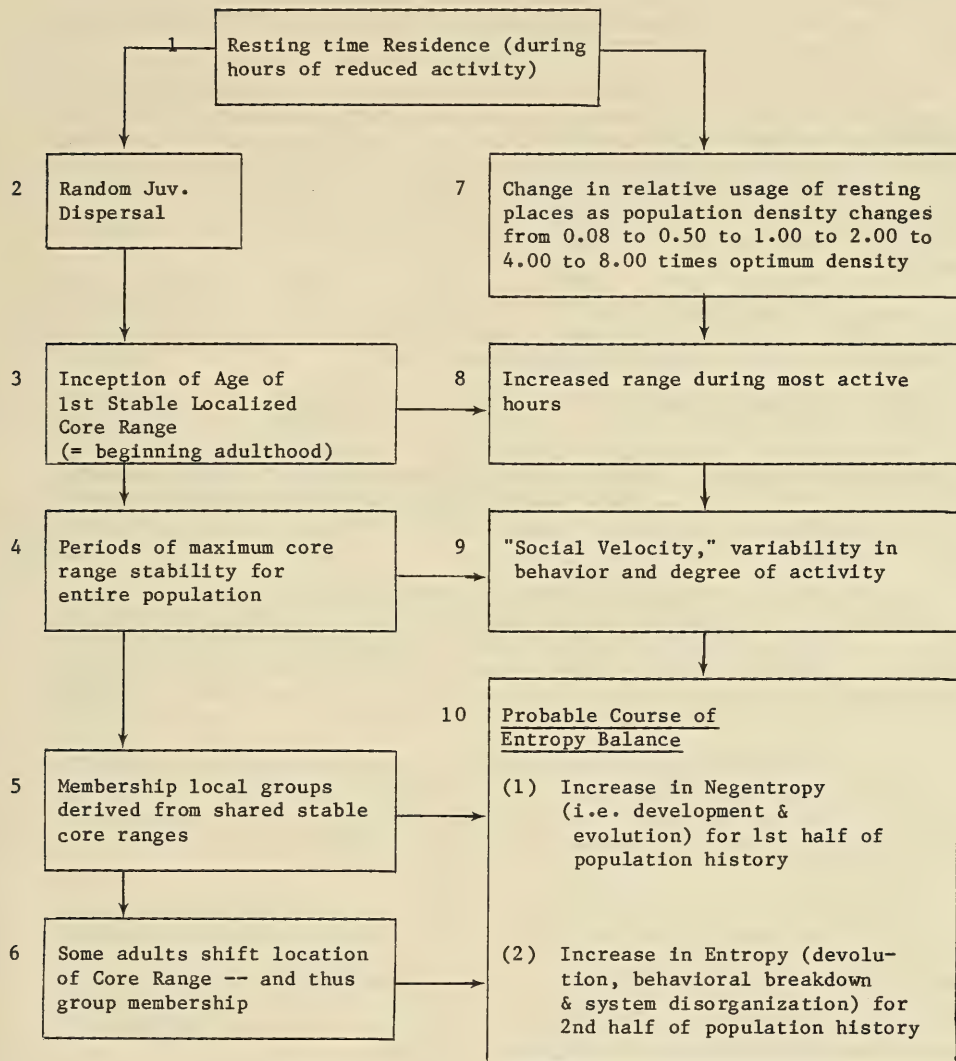 1 Resting time Residence (during
hours of reduced activity)
2 Random Juv.
Dispersal
3 Inception of Age of
1st Stable Localized
Core Range
(= beginning adulthood)
4 Periods of maximum core
range stability for
entire population
5 Membership local groups
derived from shared stable
core ranges
6 Some adults shift location
of Core Range -- and thus
group membership
7 Change in relative usage of resting
places as population density changes
from 0.08 to 0.50 to 1.00 to 2.00 to
4.00 to 8.00 times optimum density
8 Increased range during most active
hours
9 "Social Velocity," variability in
behavior and degree of activity
10 Probable Course of
Entropy Balance
(1) Increase in Negentropy
(i.e. development &
evolution) for 1st half of
population history
(2) Increase in Entropy (devolu-
tion, behavioral breakdown
& system disorganization) for
2nd half of population history